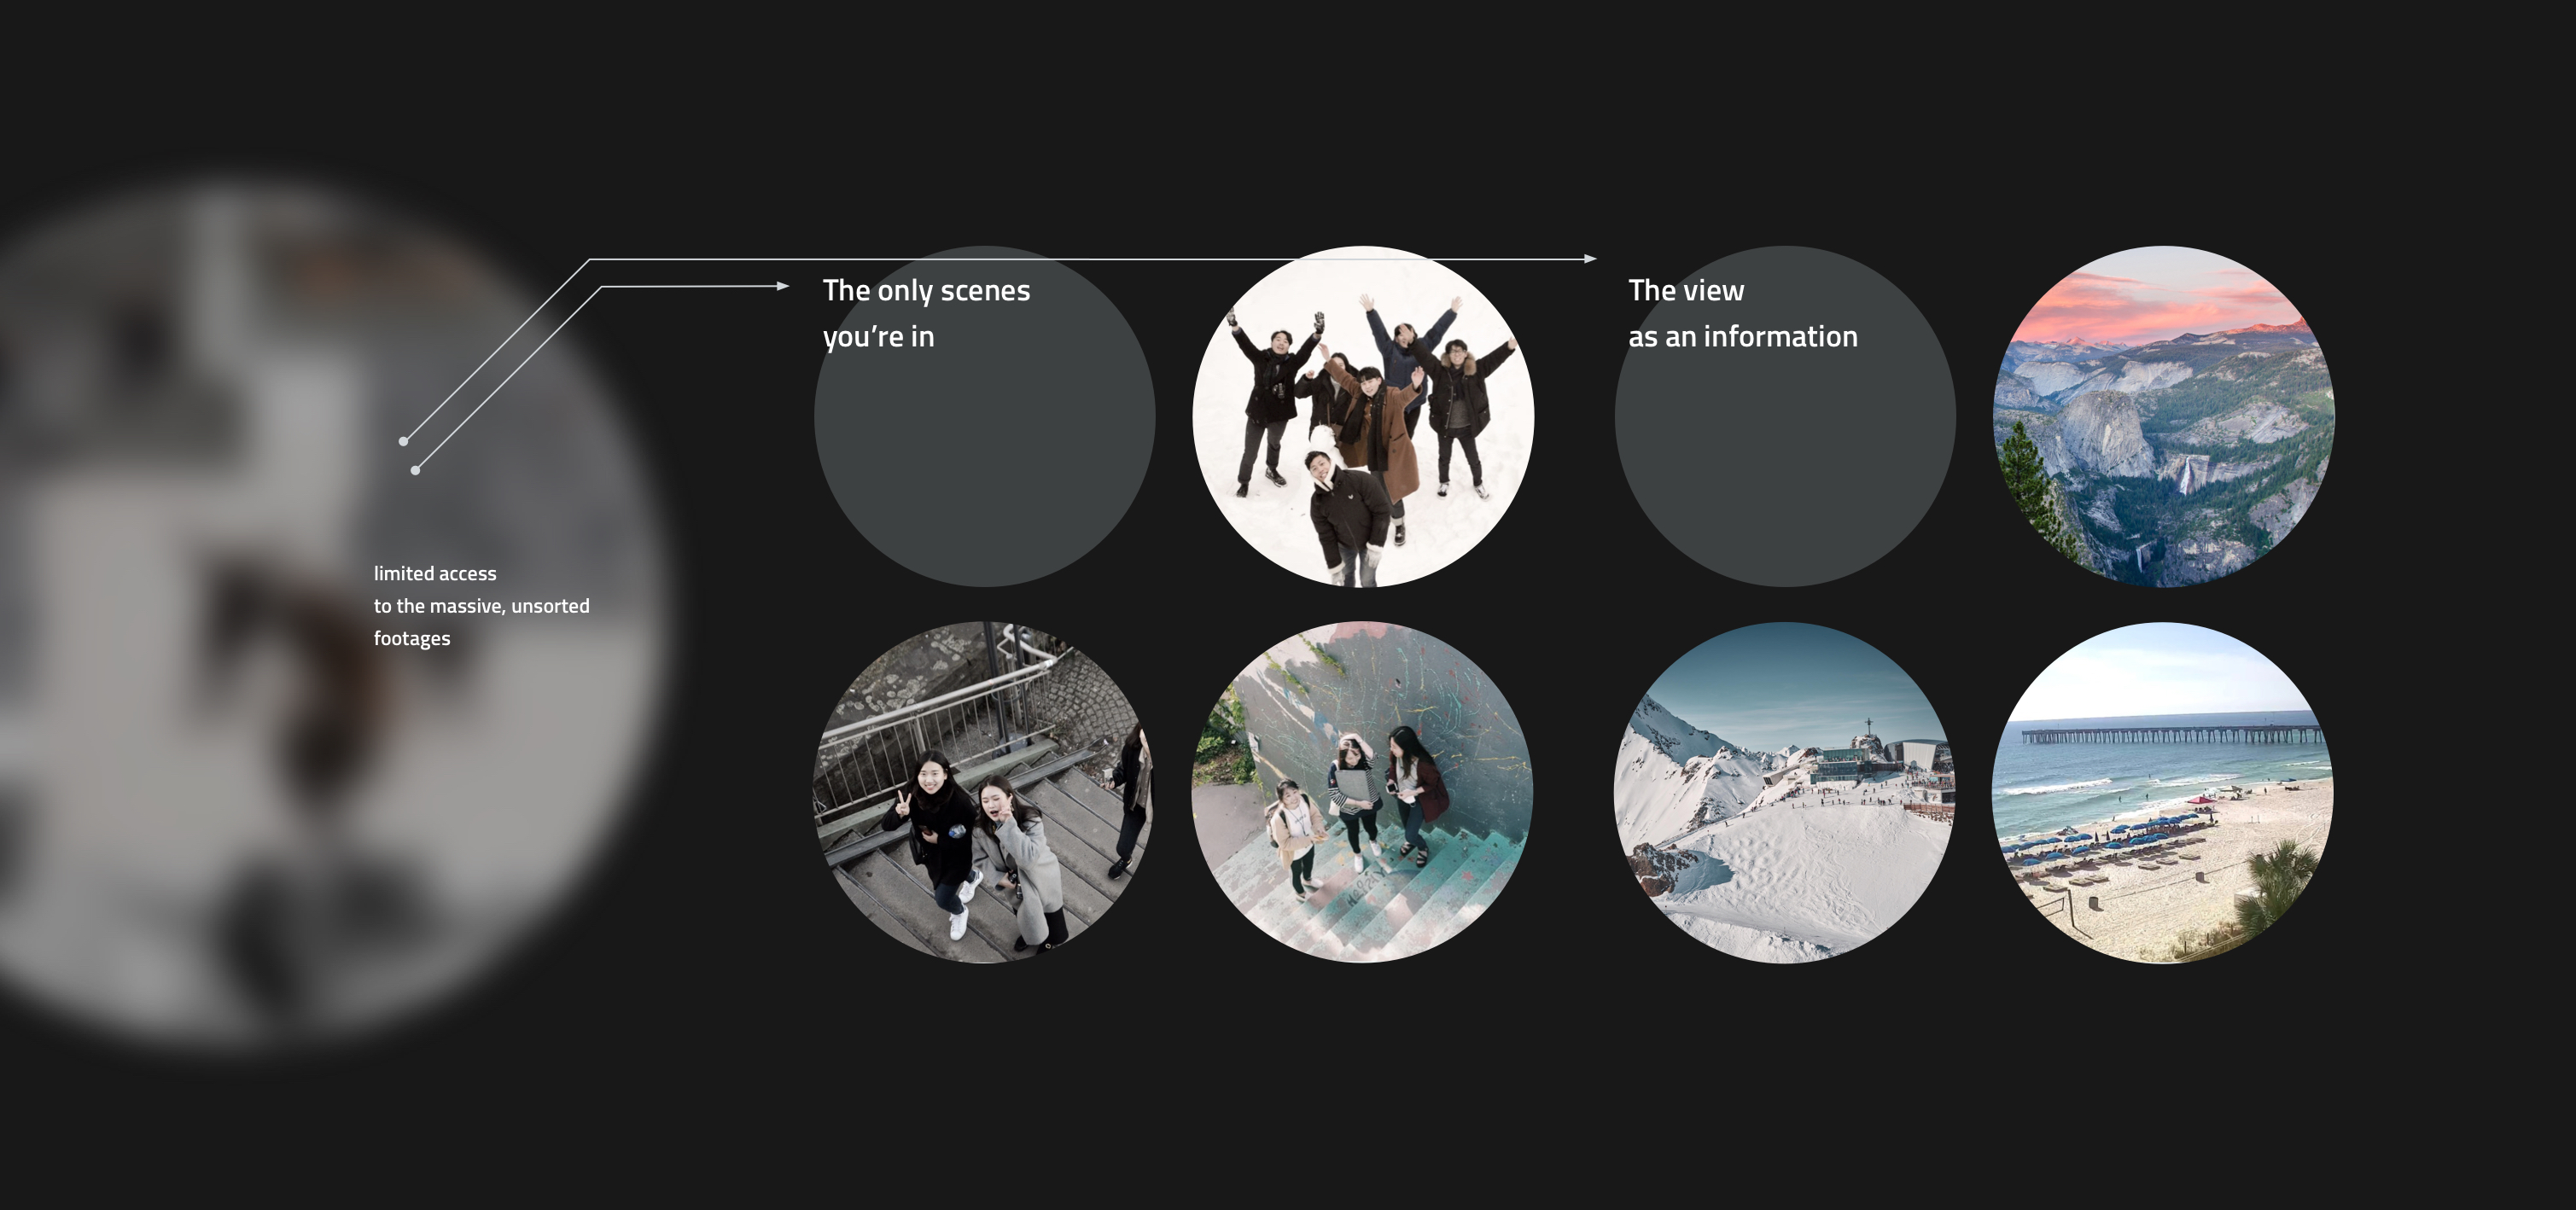 The only scenes
you’re in
The view
as an information
limited access
to the massive, unsorted
footages